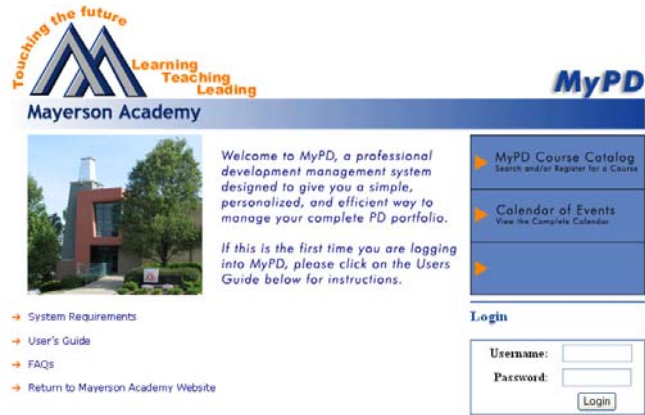 Touching the future
Learning
Teaching
Leading
Mayerson Academy
MyPD
Welcome to MyPD, a professional
development management system
designed to give you a simple,
personalized, and efficient way to
manage your complete PD portfolio.
If this is the first time you are logging
into MyPD, please click on the Users
Guide below for instructions.
MyPD Course Catalog
Search and/or Register for a Course
Calendar of Events
View the Complete Calendar
System Requirements
User's Guide
FAQs
Return to Mayerson Academy Website
Login
Username:
Password:
Login